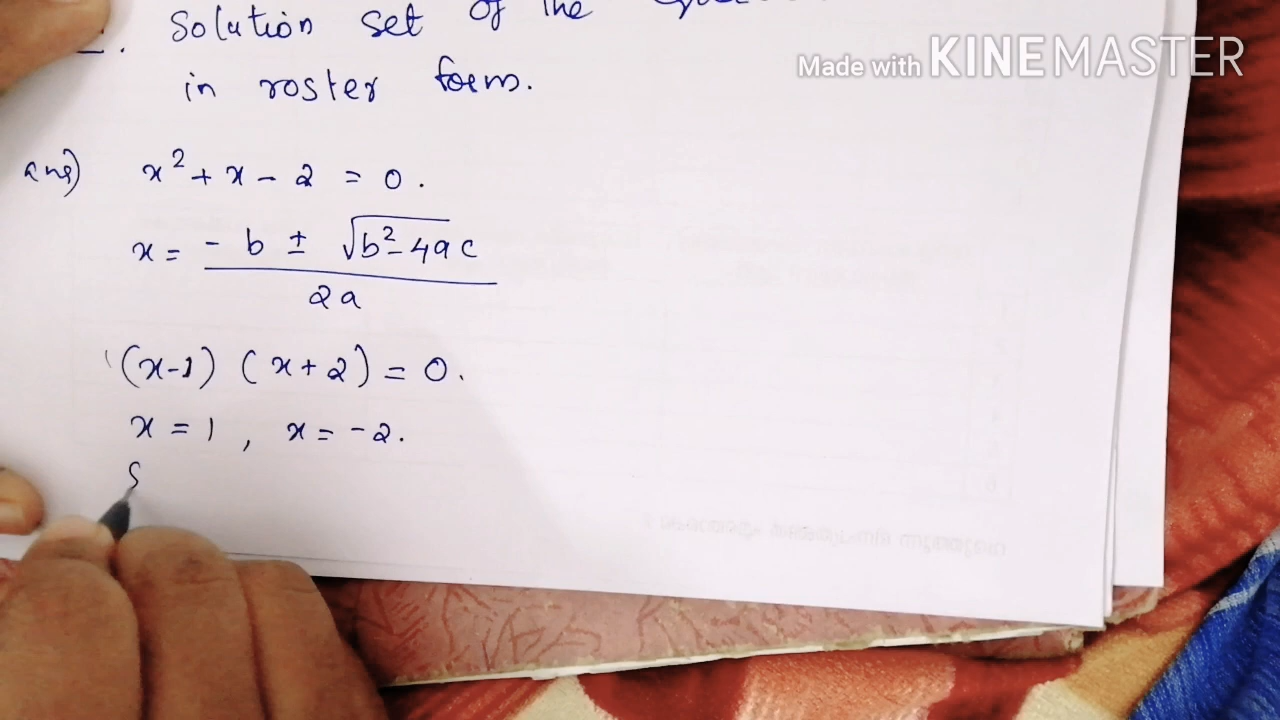 Solution set of the
in roster form.
Made with KINEMASTER
ans) x² + x - 2 = 0.
x = - b ± √b² - 4ac
2a
(x-1) (x+2) = 0.
x = 1 , x = -2.
S